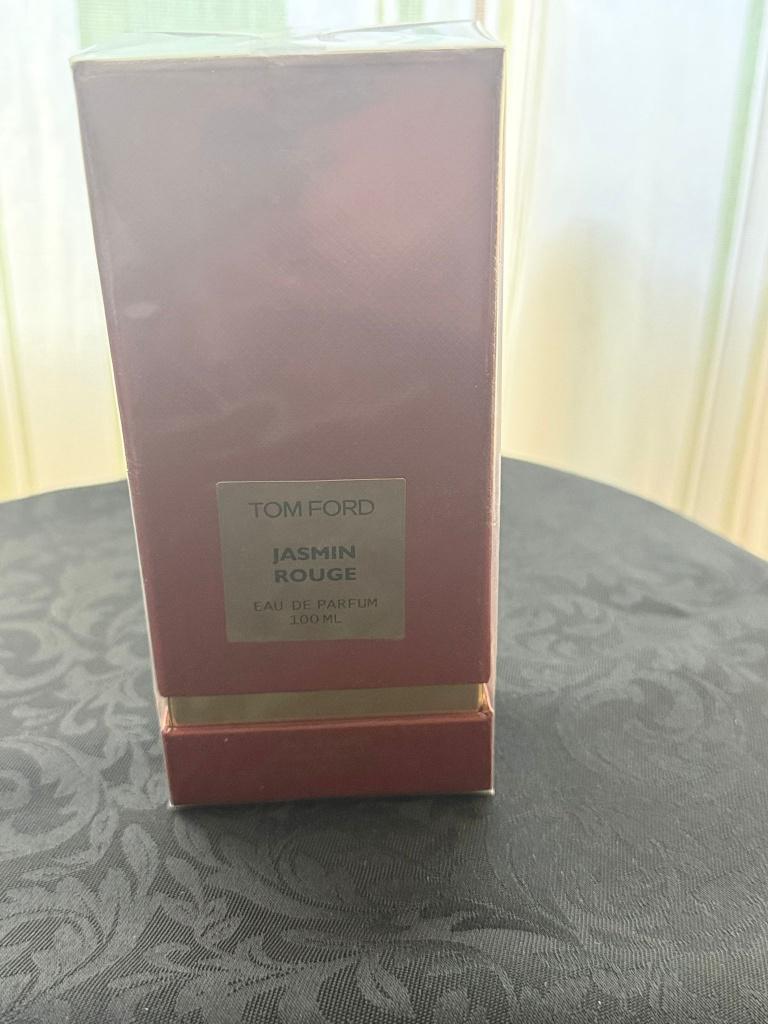 TOM FORD
JASMIN
ROUGE
EAU DE PARFUM
100 ML